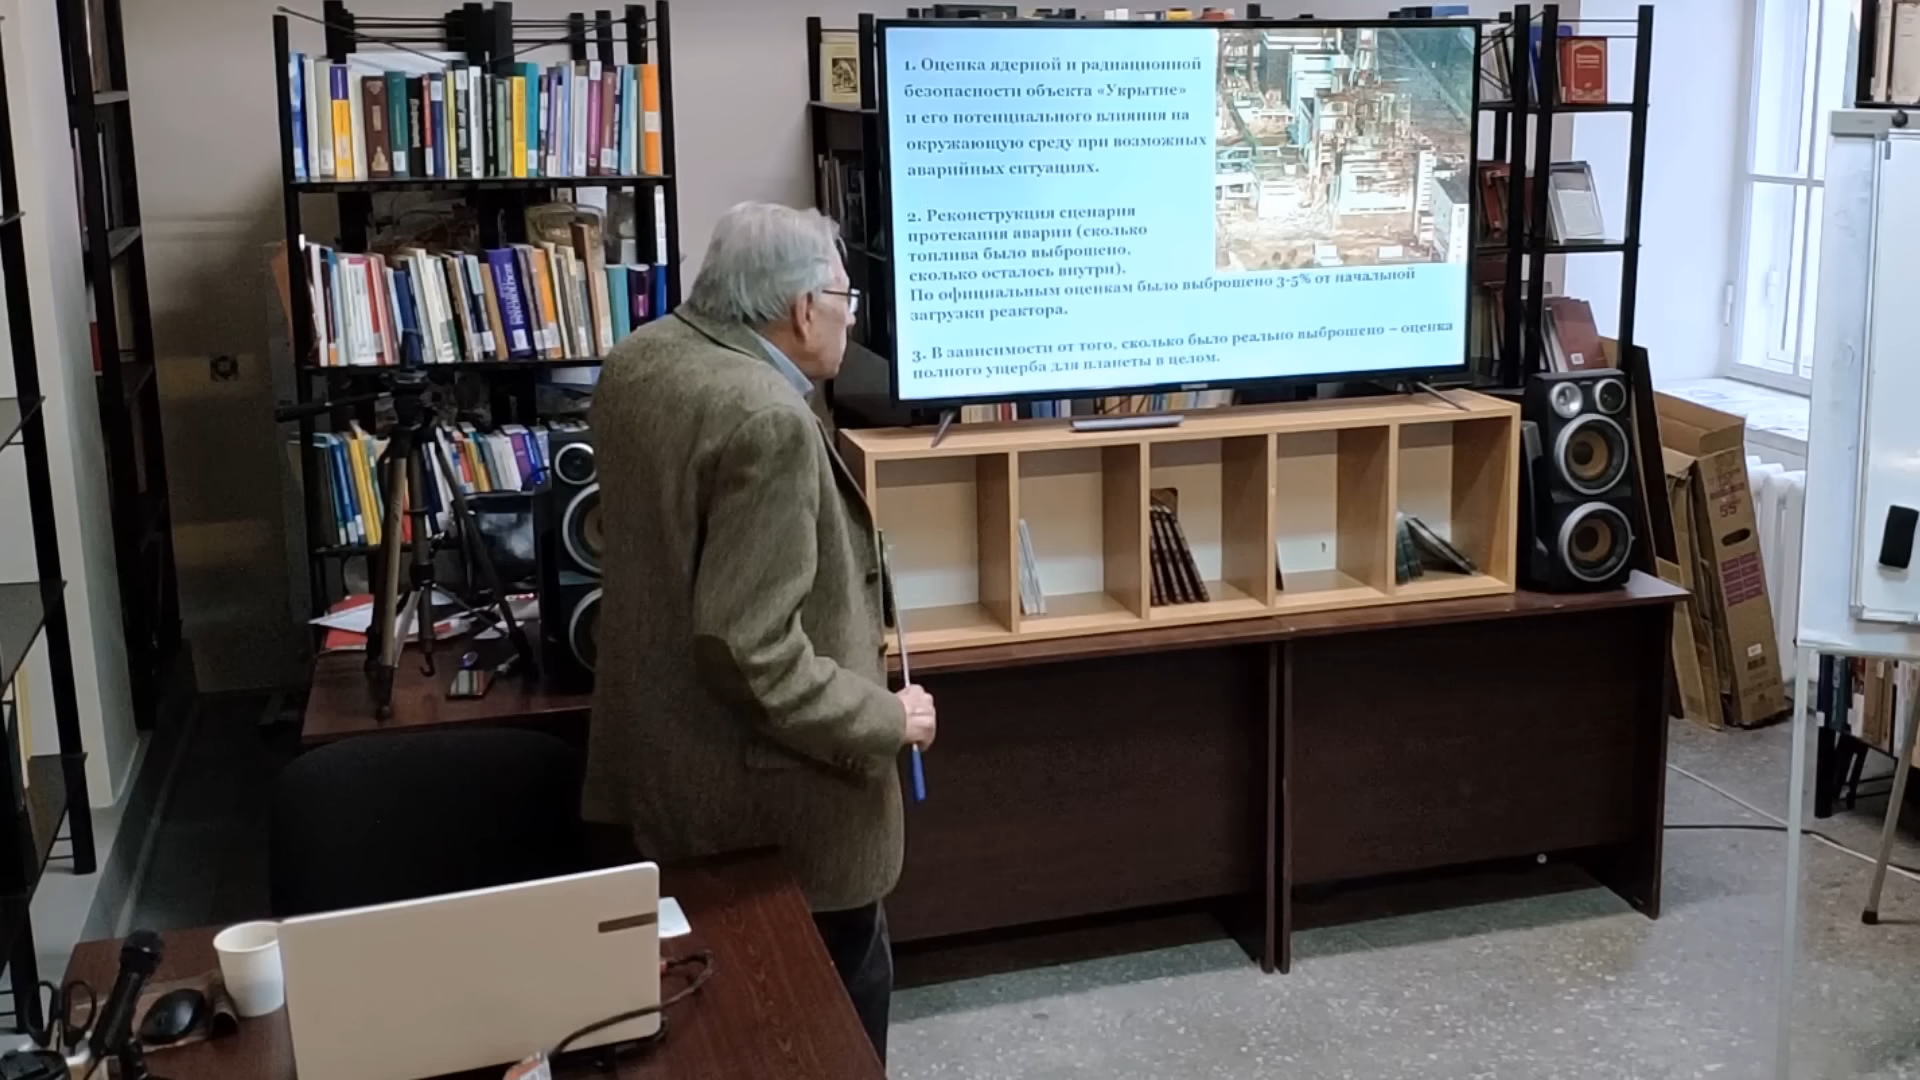 1. Оценка ядерной и радиационной
безопасности объекта «Укрытие»
и его потенциального влияния на
окружающую среду при возможных
аварийных ситуациях.
2. Реконструкция сценария
протекания аварии (сколько
топлива было выброшено,
сколько осталось внутри).
По официальным оценкам было выброшено 3-5% от начальной
загрузки реактора.
3. В зависимости от того, сколько было реально выброшено – оценка
полного ущерба для планеты в целом.
55"